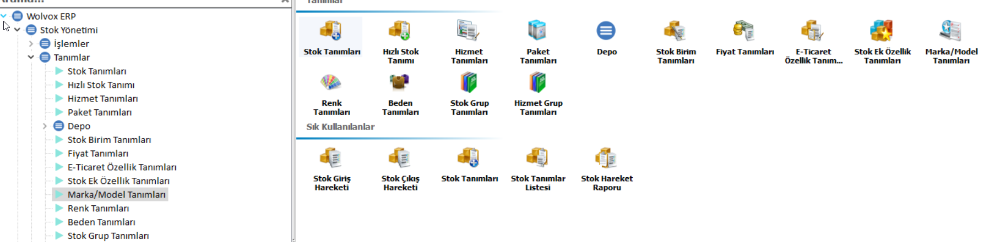 Arama...
Wolvox ERP
Stok Yönetimi
İşlemler
Tanımlar
Stok Tanımları
Hızlı Stok Tanımı
Hizmet Tanımları
Paket Tanımları
Depo
Stok Birim Tanımları
Fiyat Tanımları
E-Ticaret Özellik Tanımları
Stok Ek Özellik Tanımları
Marka/Model Tanımları
Renk Tanımları
Beden Tanımları
Stok Grup Tanımları
Tanımlar
Stok Tanımları
Hızlı Stok
Tanımı
Hizmet
Tanımları
Paket
Tanımları
Depo
Stok Birim
Tanımları
Fiyat Tanımları
E-Ticaret
Özellik Tanım...
Stok Ek Özellik
Tanımları
Marka/Model
Tanımları
Renk
Tanımları
Beden
Tanımları
Stok Grup
Tanımları
Hizmet Grup
Tanımları
Sık Kullanılanlar
Stok Giriş
Hareketi
Stok Çıkış
Hareketi
Stok Tanımları
Stok Tanımlar
Listesi
Stok Hareket
Raporu